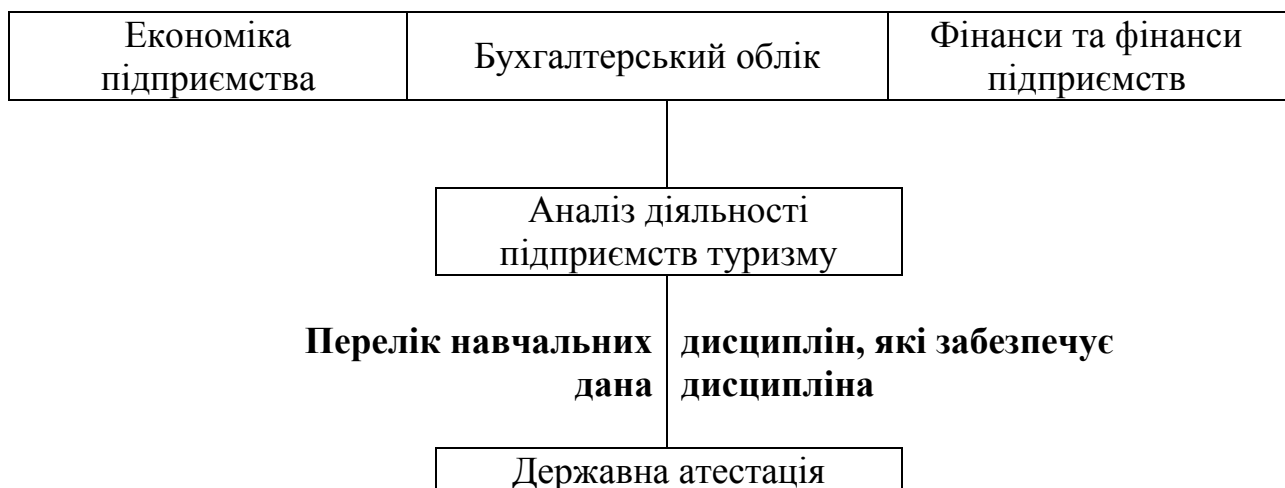 Економіка
підприємства
Бухгалтерський облік
Фінанси та фінанси
підприємств
Аналіз діяльності
підприємств туризму
Перелік навчальних дисциплін, які забезпечує
дана дисципліна
Державна атестація